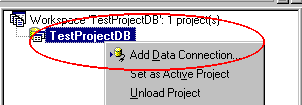 Workspace 'TestProjectDB': 1 project(s)
TestProjectDB
Add Data Connection...
Set as Active Project
Unload Project